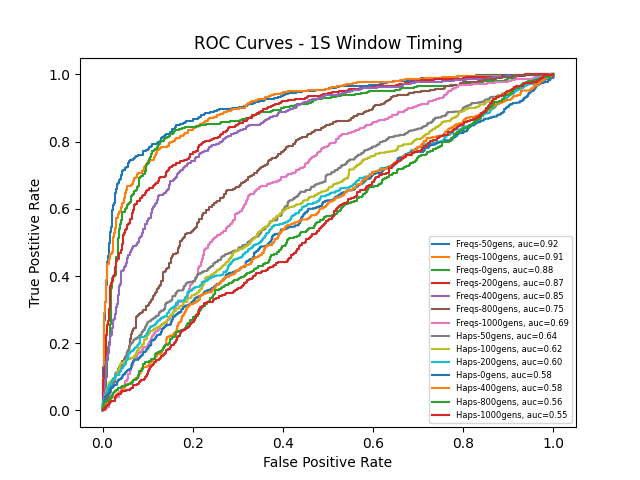 ROC Curves - 1S Window Timing
1.0
0.8
0.6
0.4
0.2
0.0
True Postitive Rate
0.0 0.2 0.4 0.6 0.8 1.0
False Positive Rate
Freqs-50gens, auc=0.92
Freqs-100gens, auc=0.91
Freqs-0gens, auc=0.88
Freqs-200gens, auc=0.87
Freqs-400gens, auc=0.85
Freqs-800gens, auc=0.75
Freqs-1000gens, auc=0.69
Haps-50gens, auc=0.64
Haps-100gens, auc=0.62
Haps-200gens, auc=0.60
Haps-0gens, auc=0.58
Haps-400gens, auc=0.58
Haps-800gens, auc=0.56
Haps-1000gens, auc=0.55